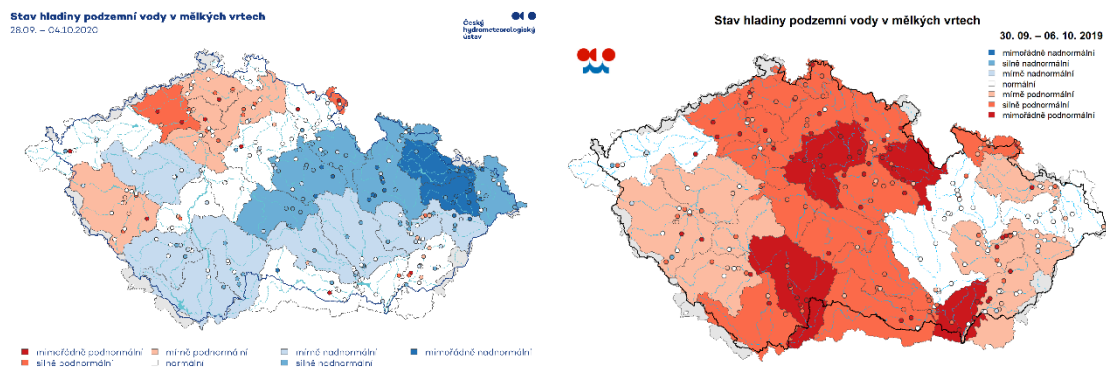 Stav hladiny podzemní vody v mělkých vrtech
28.09. – 04.10.2020
Český
hydrometeorologický
ústav
mimořádně podnormální
silně podnormální
mírně podnormální
normální
mírně nadnormální
silně nadnormální
mimořádně nadnormální
Stav hladiny podzemní vody v mělkých vrtech
30. 09. – 06. 10. 2019
mimořádně nadnormální
silně nadnormální
mírně nadnormální
normální
mírně podnormální
silně podnormální
mimořádně podnormální